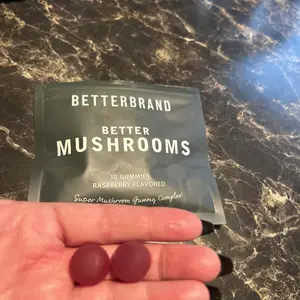 BETTERBRAND
BETTER
MUSHROOMS
10 GUMMIES
RASPBERRY FLAVORED
Super Mushroom Gummy Complex